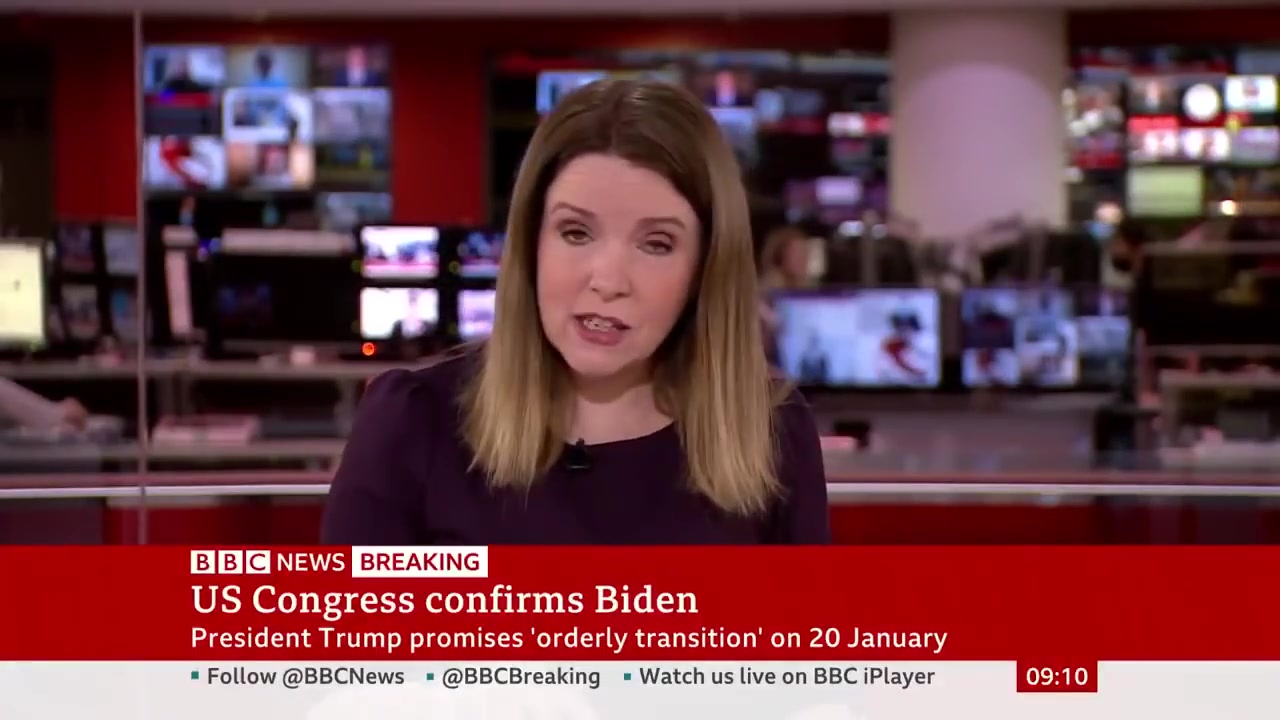 BBC NEWS BREAKING
US Congress confirms Biden
President Trump promises 'orderly transition' on 20 January
Follow @BBCNews @BBCBreaking Watch us live on BBC iPlayer 09:10